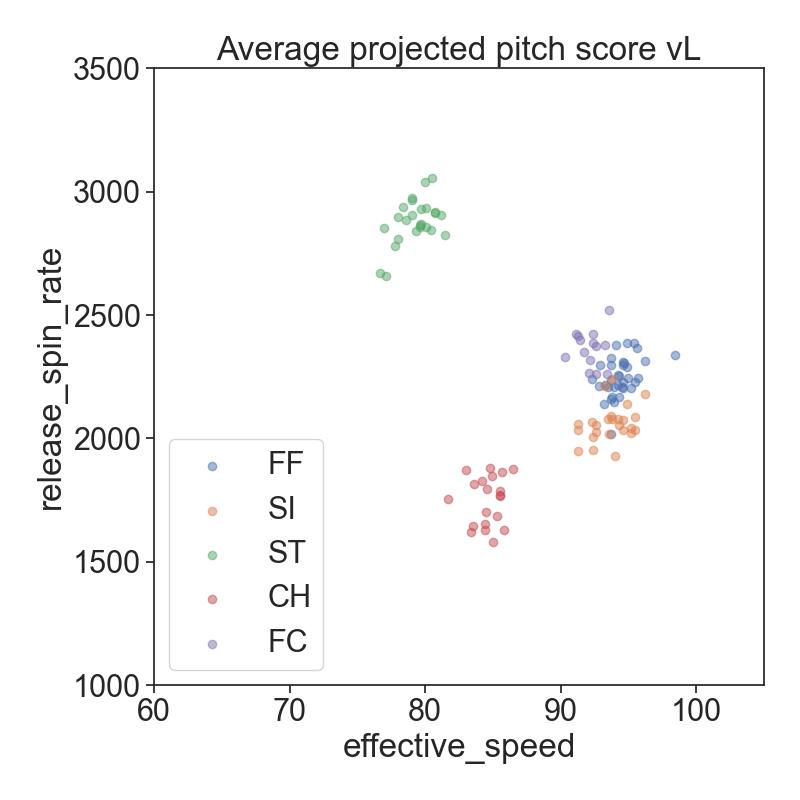 Average projected pitch score vL
3500
3000
2500
2000
1500
1000
release_spin_rate
FF
SI
ST
CH
FC
60 70 80 90 100
effective_speed